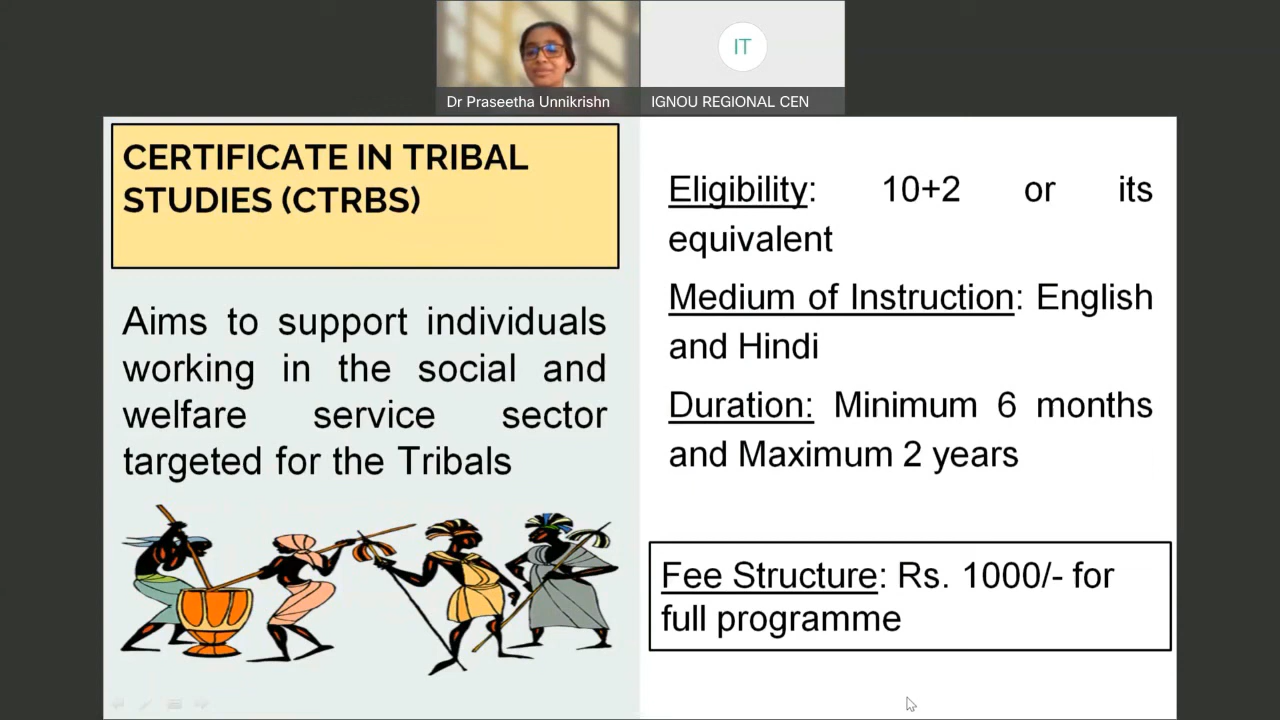 IT
Dr Praseetha Unnikrishn
IGNOU REGIONAL CEN
CERTIFICATE IN TRIBAL
STUDIES (CTRBS)
Aims to support individuals
working in the social and
welfare service sector
targeted for the Tribals
Eligibility: 10+2 or its
equivalent
Medium of Instruction: English
and Hindi
Duration: Minimum 6 months
and Maximum 2 years
Fee Structure: Rs. 1000/- for
full programme